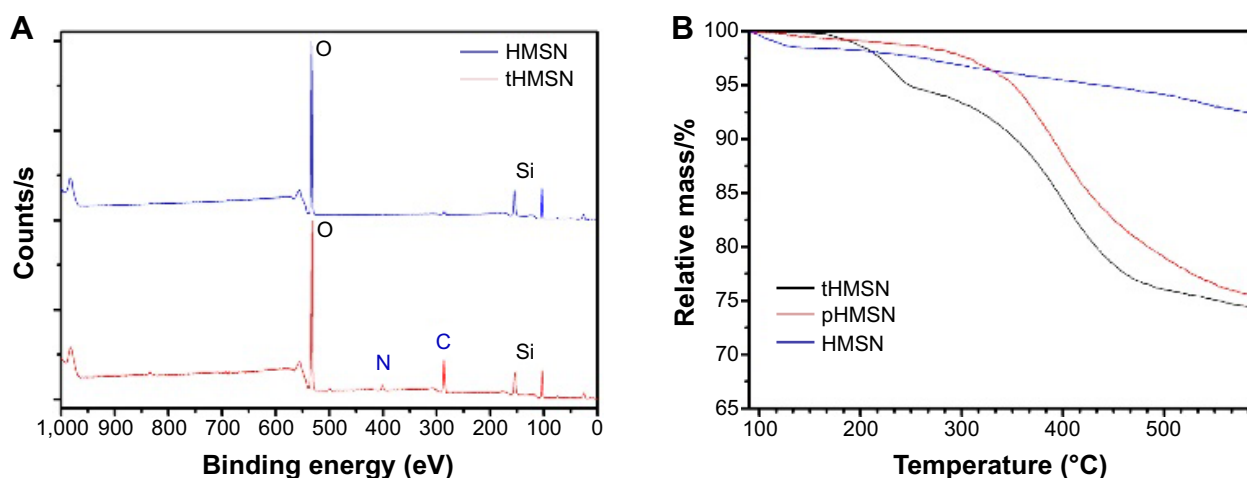 A
HMSN
tHMSN
O
Si
O
N
C
Si
Counts/s
1,000 900 800 700 600 500 400 300 200 100 0
Binding energy (eV)
B
100
95
90
85
80
75
70
65
Relative mass/%
tHMSN
pHMSN
HMSN
100 200 300 400 500
Temperature (°C)